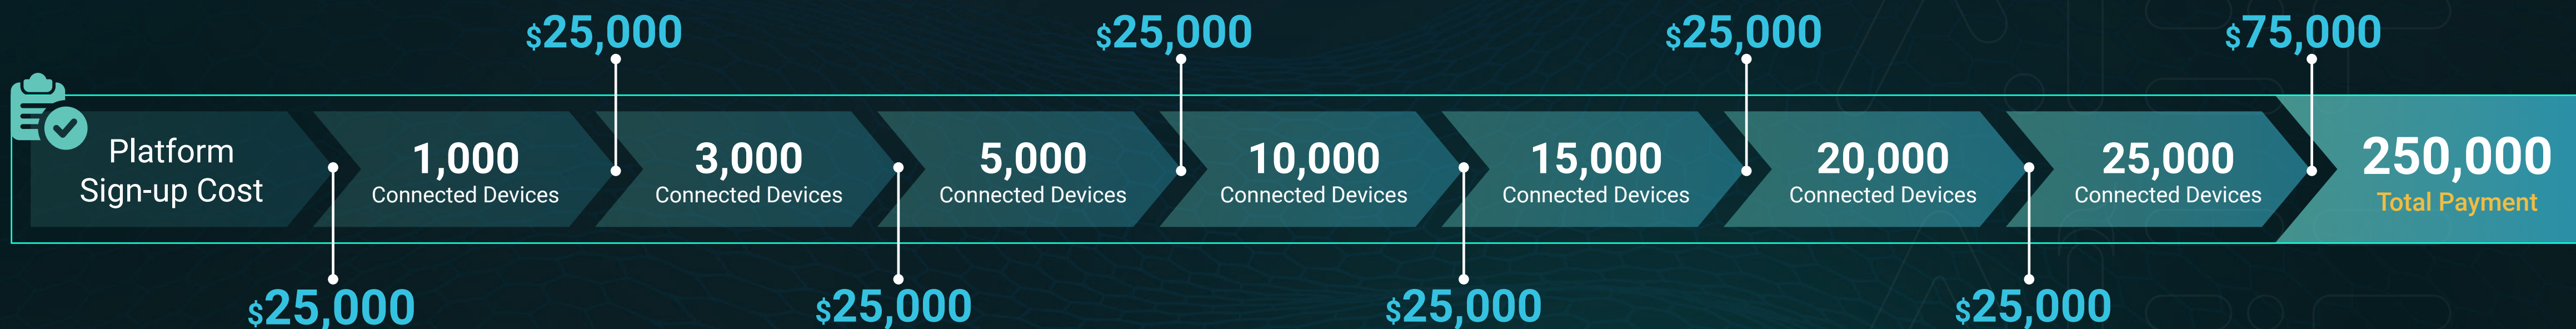 $25,000
$25,000
$25,000
$75,000
Platform
Sign-up Cost
1,000
Connected Devices
3,000
Connected Devices
5,000
Connected Devices
10,000
Connected Devices
15,000
Connected Devices
20,000
Connected Devices
25,000
Connected Devices
250,000
Total Payment
$25,000
$25,000
$25,000
$25,000